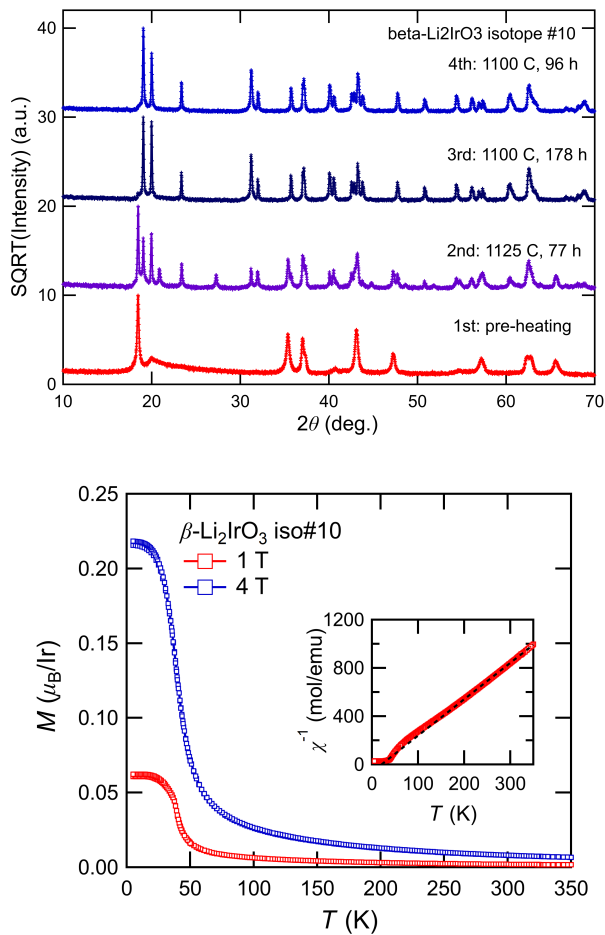 beta-Li2IrO3 isotope #10
4th: 1100 C, 96 h
3rd: 1100 C, 178 h
2nd: 1125 C, 77 h
1st: pre-heating
SQRT(Intensity) (a.u.)
40
30
20
10
0
10 20 30 40 50 60 70
2θ (deg.)
β-Li₂IrO₃ iso#10
1 T
4 T
M (μB/Ir)
0.25
0.20
0.15
0.10
0.05
0.00
χ⁻¹ (mol/emu)
1200
800
400
0
0 100 200 300
T (K)
0 50 100 150 200 250 300 350
T (K)